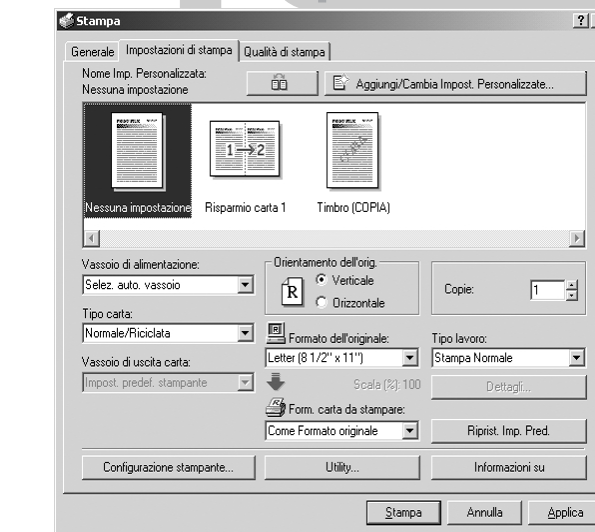 Stampa
?
Generale Impostazioni di stampa Qualità di stampa
Nome Imp. Personalizzata:
Nessuna impostazione
Aggiungi/Cambia Impost. Personalizzate...
1 2
COPIA
Nessuna impostazione Risparmio carta 1 Timbro (COPIA)
Vassoio di alimentazione:
Selez. auto. vassoio
Tipo carta:
Normale/Riciclata
Vassoio di uscita carta:
Impost. predef. stampante
Orientamento dell'orig.
R
Verticale
Orizzontale
Formato dell'originale:
Letter (8 1/2" x 11")
Scala (%): 100
Form. carta da stampare:
Come Formato originale
Copie: 1
Tipo lavoro:
Stampa Normale
Dettagli...
Riprist. Imp. Pred.
Configurazione stampante... Utility... Informazioni su
Stampa Annulla Applica